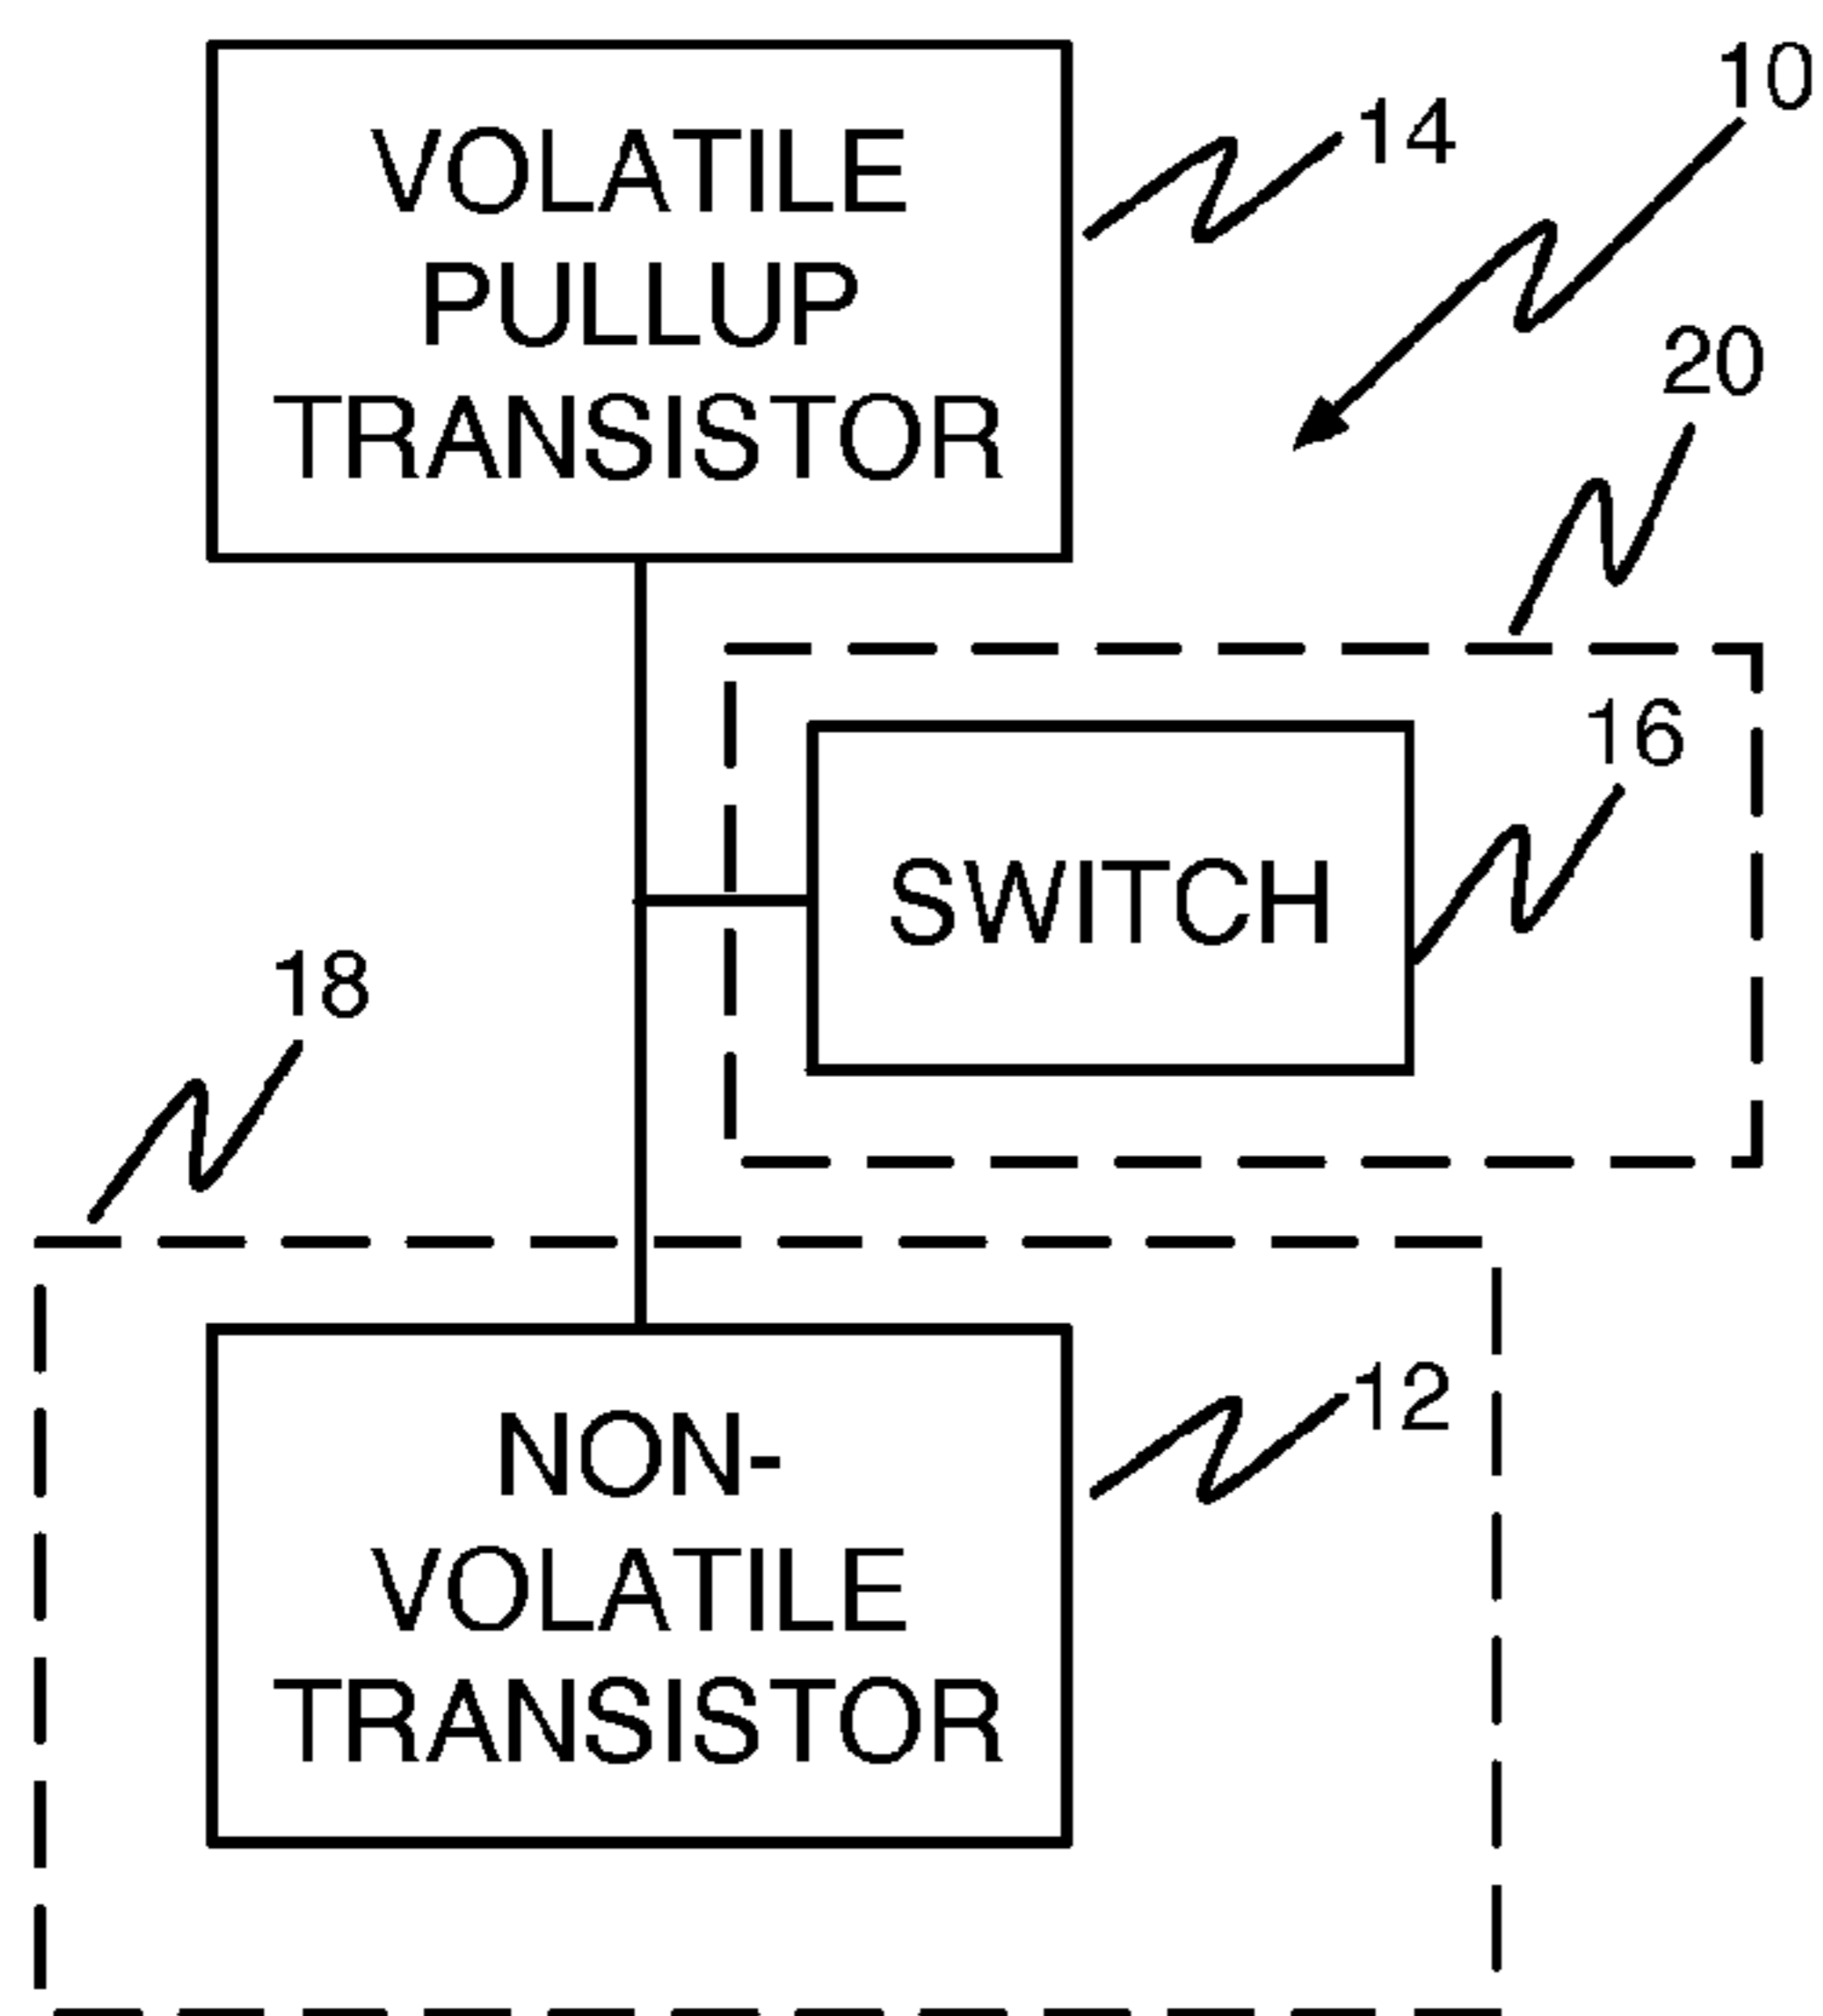 10
14
VOLATILE
PULLUP
TRANSISTOR
20
16
SWITCH
18
12
NON-
VOLATILE
TRANSISTOR